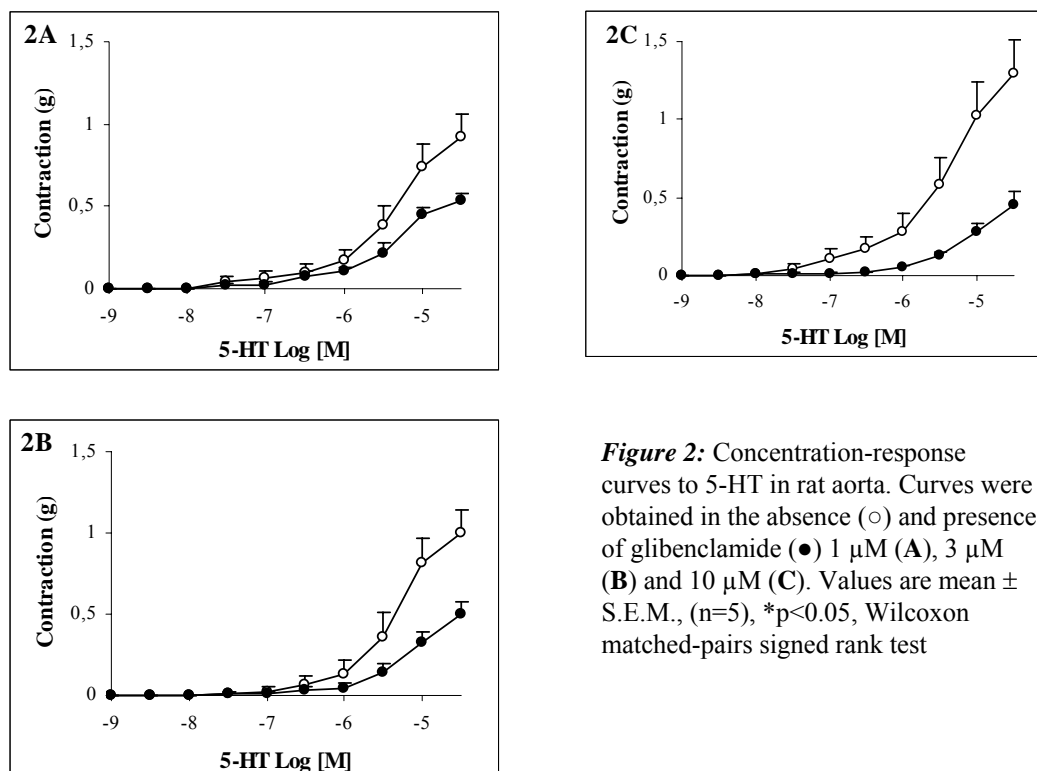 2A
1,5
1
0,5
0
Contraction (g)
-9 -8 -7 -6 -5
5-HT Log [M]
2C
1,5
1
0,5
0
Contraction (g)
-9 -8 -7 -6 -5
5-HT Log [M]
2B
1,5
1
0,5
0
Contraction (g)
-9 -8 -7 -6 -5
5-HT Log [M]
Figure 2: Concentration-response
curves to 5-HT in rat aorta. Curves were
obtained in the absence (○) and presence
of glibenclamide (●) 1 µM (A), 3 µM
(B) and 10 µM (C). Values are mean ±
S.E.M., (n=5), *p<0.05, Wilcoxon
matched-pairs signed rank test